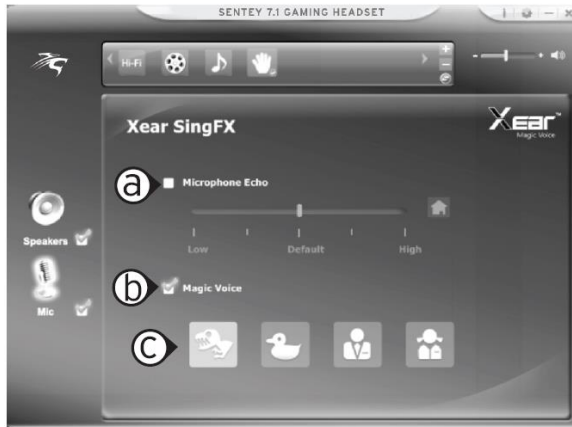 SENTEY 7.1 GAMING HEADSET
Hi-Fi
Xear SingFX
Xear™
Magic Voice
a
Microphone Echo
Low Default High
Speakers
b
Magic Voice
Mic
c